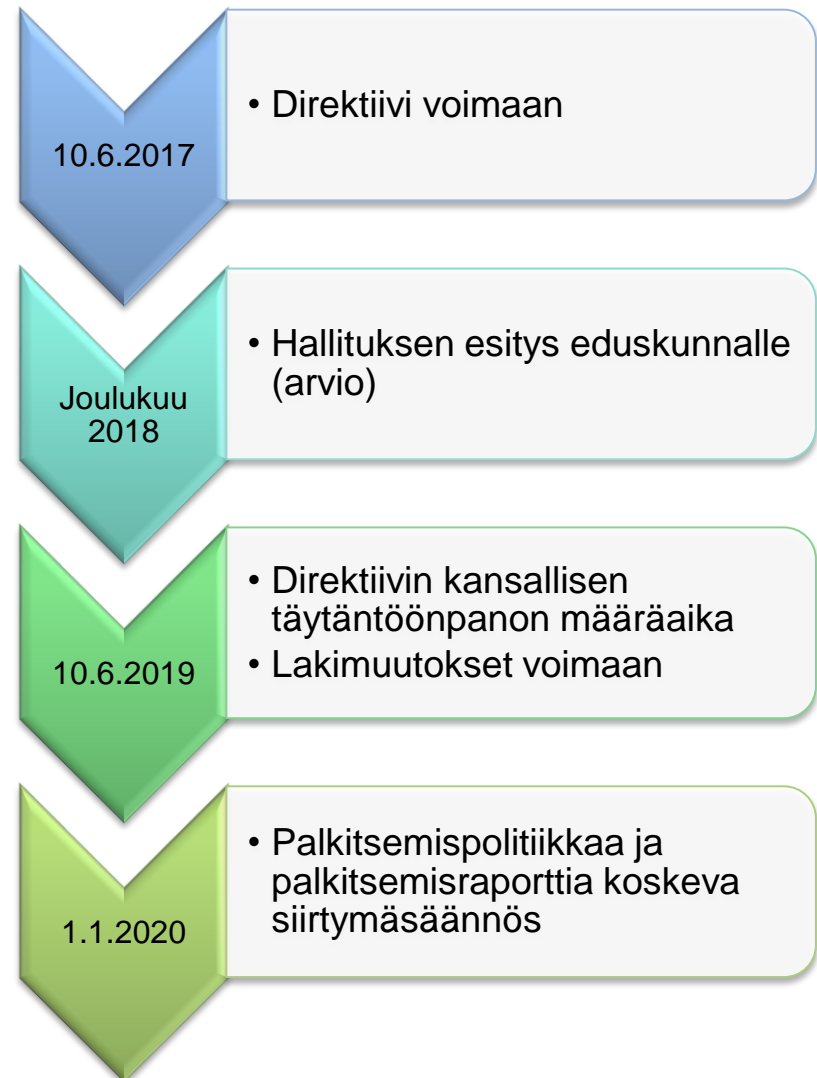 10.6.2017
• Direktiivi voimaan
Joulukuu
2018
• Hallituksen esitys eduskunnalle
(arvio)
10.6.2019
• Direktiivin kansallisen
täytäntöönpanon määräaika
• Lakimuutokset voimaan
1.1.2020
• Palkitsemispolitiikkaa ja
palkitsemisraporttia koskeva
siirtymäsäännös